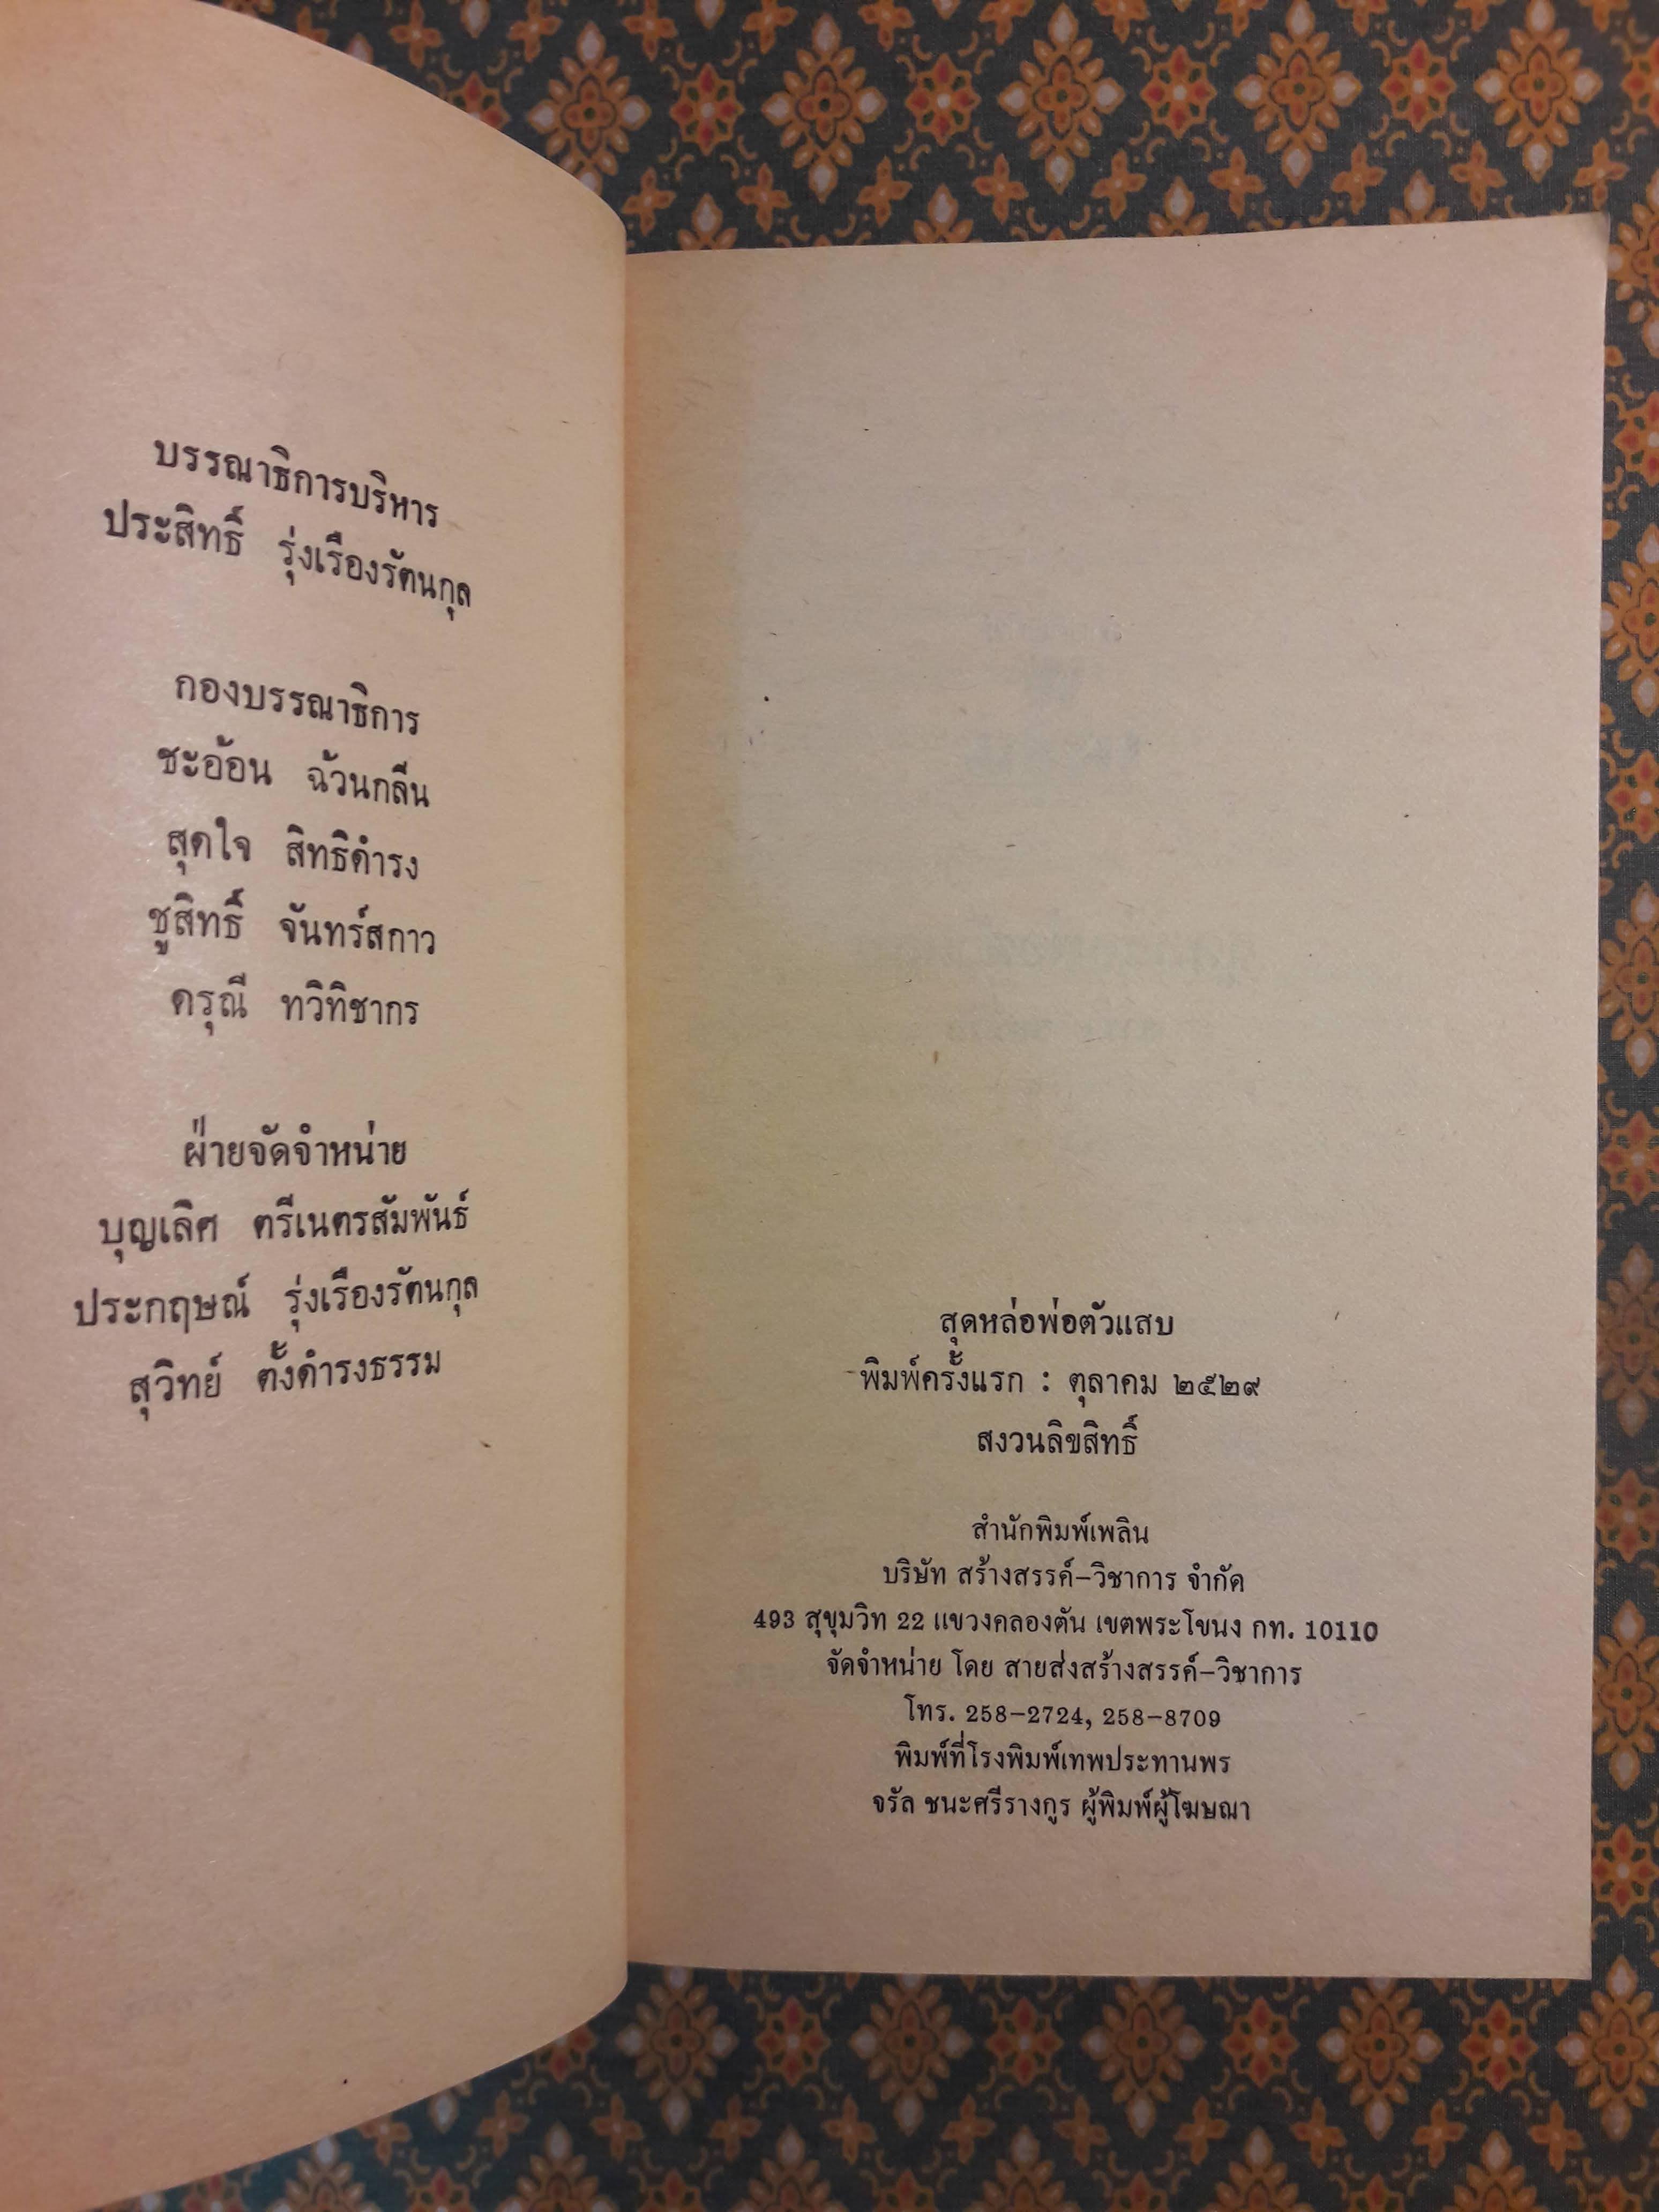 บรรณาธิการบริหาร
ประสิทธิ์ รุ่งเรืองรัตนกุล
กองบรรณาธิการ
ชะอ้อน ฉ้วนกลีน
สุดใจ สิทธิดำรง
ชูสิทธิ์ จันทร์สกาว
ดรุณี ทวิทิชากร
ฝ่ายจัดจำหน่าย
บุญเลิศ ตรีเนตรสัมพันธ์
ประกฤษณ์ รุ่งเรืองรัตนกุล
สุวิทย์ ตั้งดำรงธรรม
สุดหล่อพ่อตัวแสบ
พิมพ์ครั้งแรก : ตุลาคม ๒๕๒๙
สงวนลิขสิทธิ์
สำนักพิมพ์เพลิน
บริษัท สร้างสรรค์-วิชาการ จำกัด
493 สุขุมวิท 22 แขวงคลองตัน เขตพระโขนง กท. 10110
จัดจำหน่าย โดย สายส่งสร้างสรรค์-วิชาการ
โทร. 258-2724, 258-8709
พิมพ์ที่โรงพิมพ์เทพประทานพร
จรัล ชนะศรีรางกูร ผู้พิมพ์ผู้โฆษณา